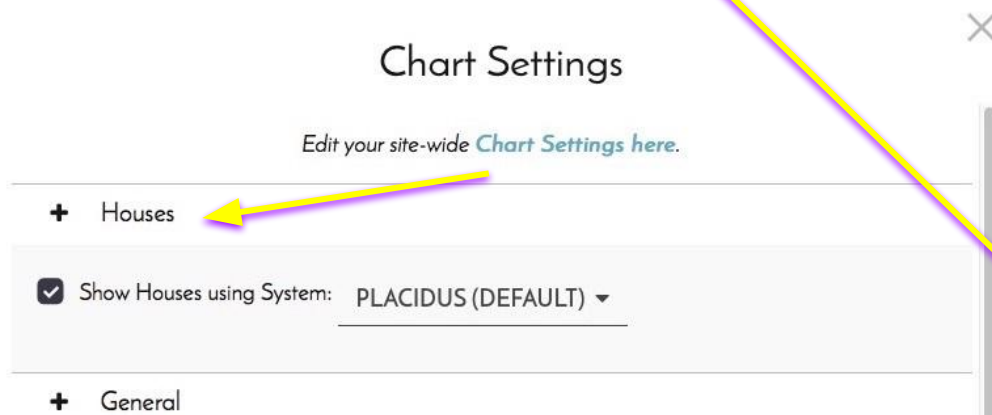 Chart Settings
Edit your site-wide Chart Settings here.
Houses
Show Houses using System: PLACIDUS (DEFAULT)
General